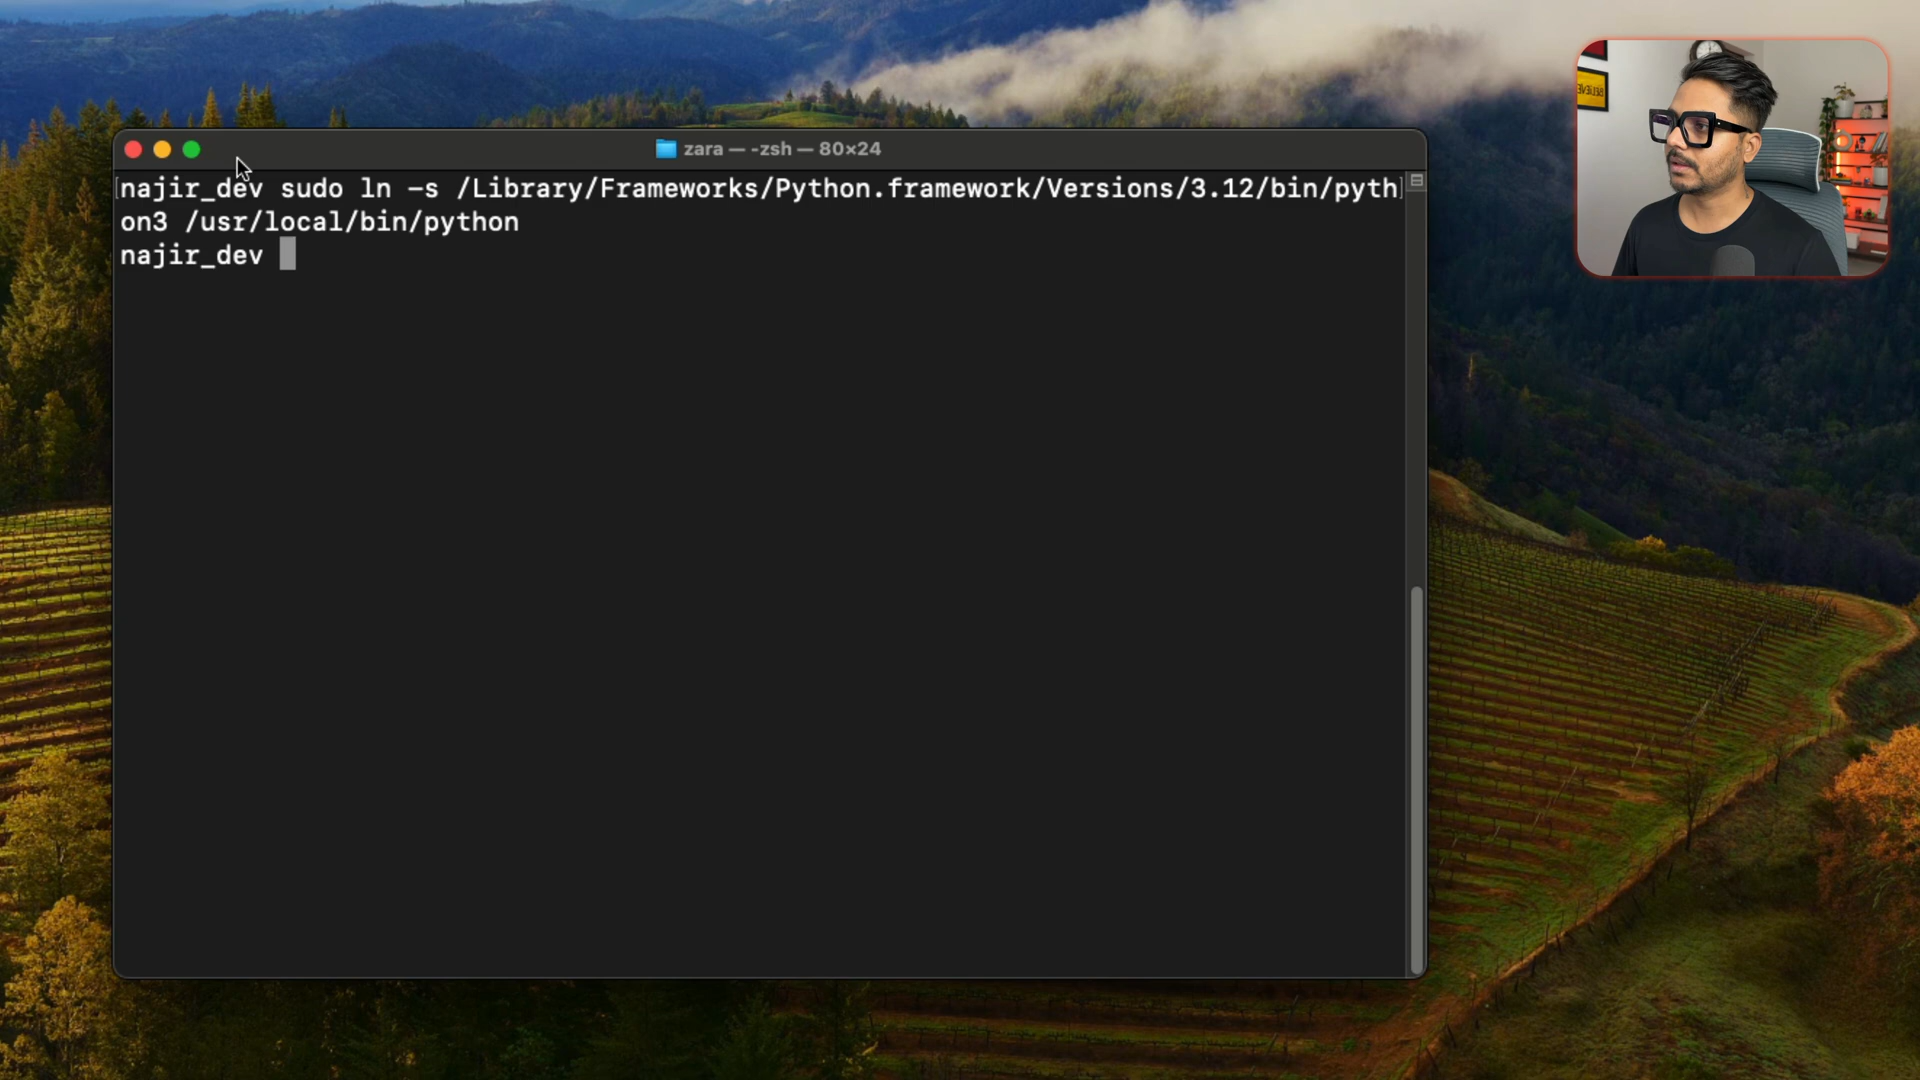 zara — -zsh — 80×24
najir_dev sudo ln -s /Library/Frameworks/Python.framework/Versions/3.12/bin/pyth
on3 /usr/local/bin/python
najir_dev
BELIEVE